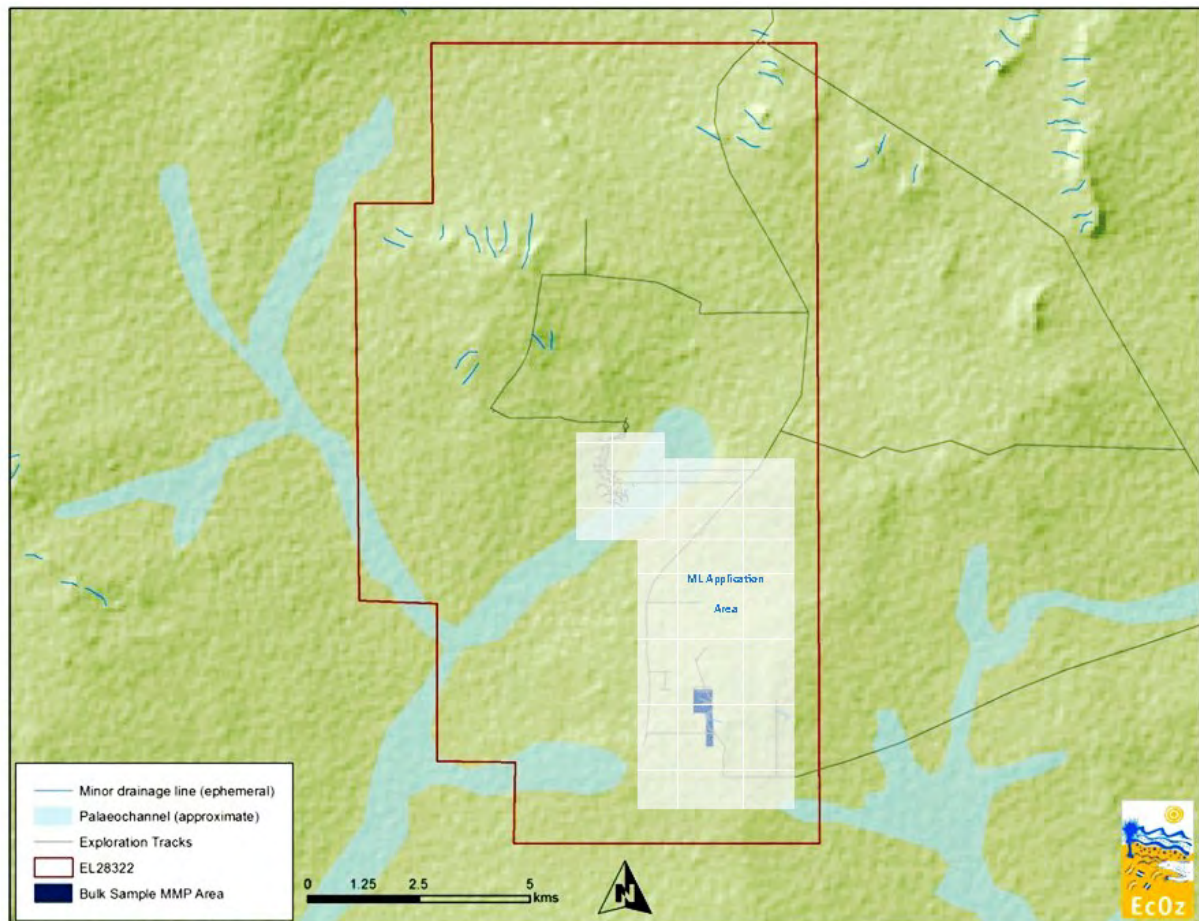 ML Application
Area
Minor drainage line (ephemeral)
Palaeochannel (approximate)
Exploration Tracks
EL28322
Bulk Sample MMP Area
0 1.25 2.5 5
kms
N
EcOz